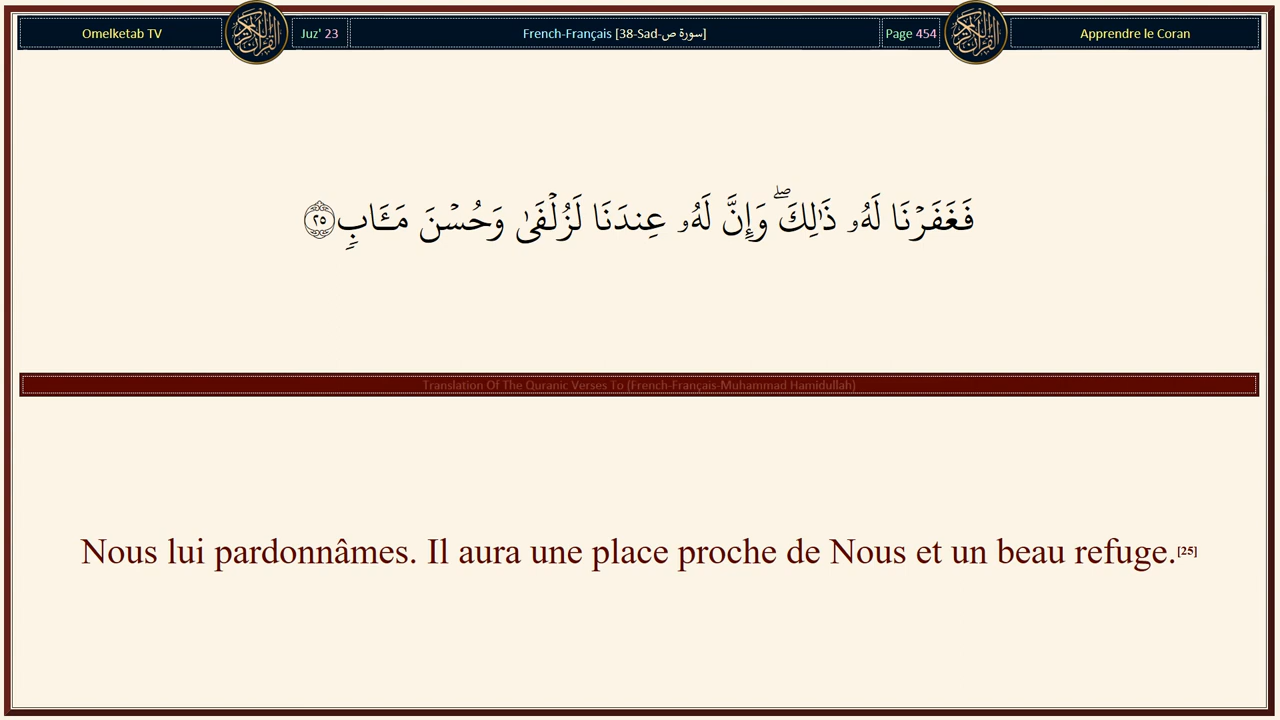 Omelketab TV
Juz' 23
French-Français [38-Sad-سورة ص]
Page 454
Apprendre le Coran
فَغَفَرْنَا لَهُۥ ذَٰلِكَ ۖ وَإِنَّ لَهُۥ عِندَنَا لَزُلْفَىٰ وَحُسْنَ مَـَٔابٍ ٢٥
Translation Of The Quranic Verses To (French-Français-Muhammad Hamidullah)
Nous lui pardonnâmes. Il aura une place proche de Nous et un beau refuge.[25]